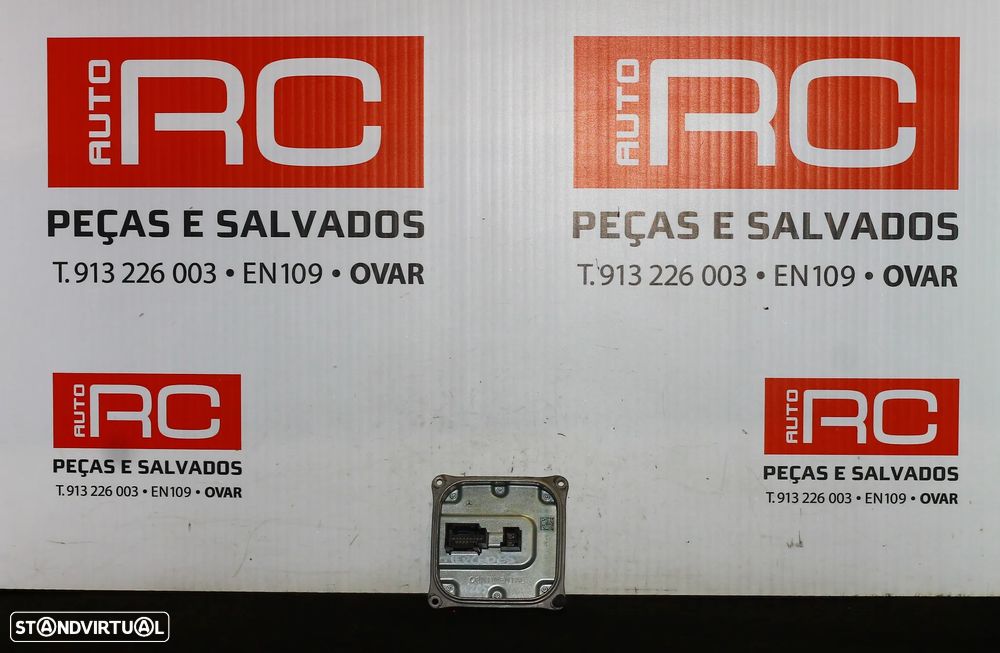 AUTO RC
PEÇAS E SALVADOS
T. 913 226 003 • EN109 • OVAR
AUTO RC
PEÇAS E SALVADOS
T. 913 226 003 • EN109 • OVAR
AUTO RC
PEÇAS E SALVADOS
T. 913 226 003 • EN109 • OVAR
AUTO RC
PEÇAS E SALVADOS
T. 913 226 003 • EN109 • OVAR
STANDVIRTUAL